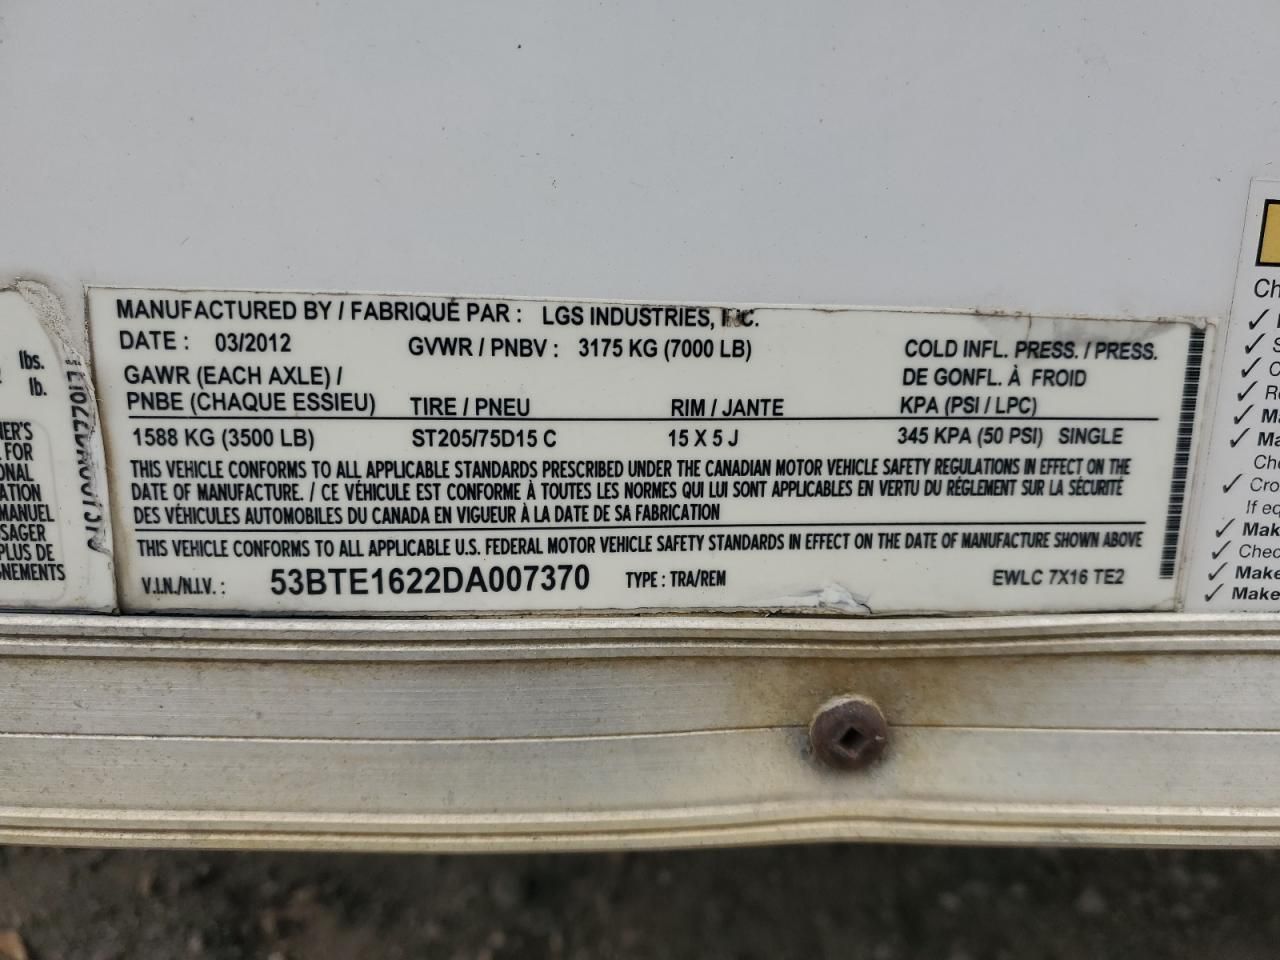 MANUFACTURED BY / FABRIQUÉ PAR : LGS INDUSTRIES, INC.
DATE : 03/2012 GVWR / PNBV : 3175 KG (7000 LB)
COLD INFL. PRESS. / PRESS.
GAWR (EACH AXLE) / DE GONFL. À FROID
PNBE (CHAQUE ESSIEU) TIRE / PNEU RIM / JANTE KPA (PSI / LPC)
1588 KG (3500 LB) ST205/75D15 C 15 X 5 J 345 KPA (50 PSI) SINGLE
THIS VEHICLE CONFORMS TO ALL APPLICABLE STANDARDS PRESCRIBED UNDER THE CANADIAN MOTOR VEHICLE SAFETY REGULATIONS IN EFFECT ON THE
DATE OF MANUFACTURE. / CE VÉHICULE EST CONFORME À TOUTES LES NORMES QUI LUI SONT APPLICABLES EN VERTU DU RÉGLEMENT SUR LA SÉCURITÉ
DES VÉHICULES AUTOMOBILES DU CANADA EN VIGUEUR À LA DATE DE SA FABRICATION
THIS VEHICLE CONFORMS TO ALL APPLICABLE U.S. FEDERAL MOTOR VEHICLE SAFETY STANDARDS IN EFFECT ON THE DATE OF MANUFACTURE SHOWN ABOVE
V.I.N./N.I.V. : 53BTE1622DA007370 TYPE : TRA/REM EWLC 7X16 TE2
lbs.
lb.
FOR
MANUEL
PLUS DE
✓ Make
✓ Make